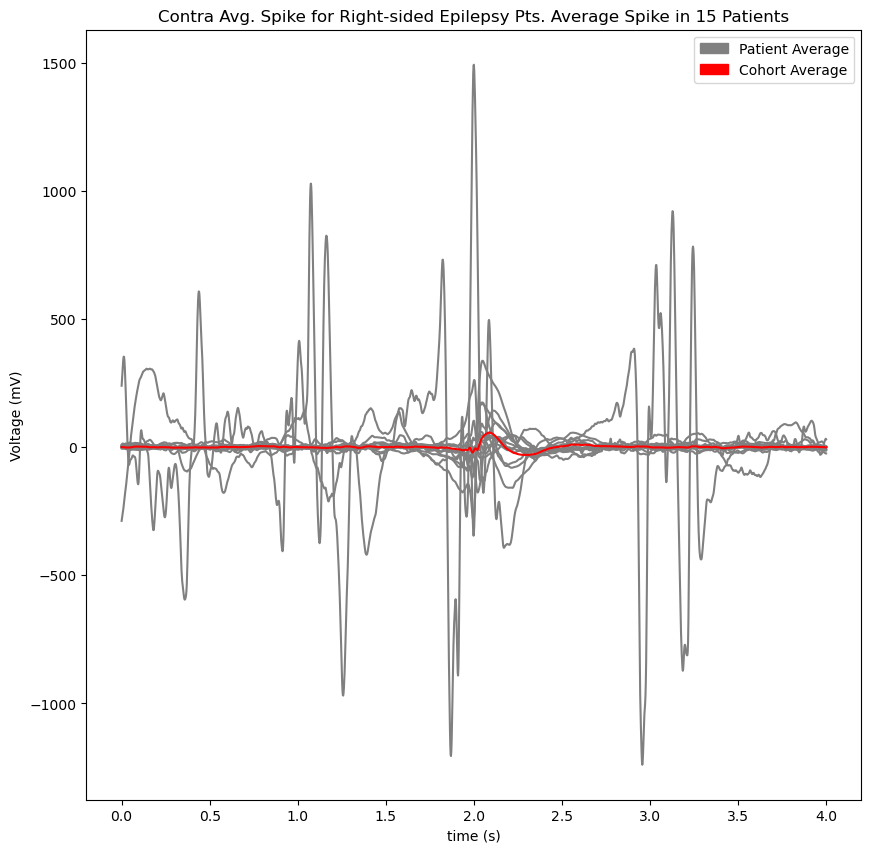 Contra Avg. Spike for Right-sided Epilepsy Pts. Average Spike in 15 Patients
Patient Average
Cohort Average
Voltage (mV)
1500
1000
500
0
−500
−1000
0.0 0.5 1.0 1.5 2.0 2.5 3.0 3.5 4.0
time (s)